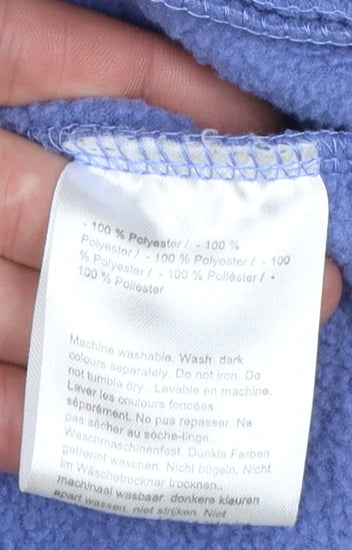 - 100 % Polyester / - 100 %
Polyester / - 100 % Polyester / - 100
% Polyester / - 100 % Poliéster / -
100 % Poliester
Machine washable. Wash dark
colours separately. Do not iron. Do
not tumble dry.. Lavable en machine.
Laver les couleurs foncées
séparément. Ne pas repasser. Ne
pas sécher au sèche-linge..
Waschmaschinenfest. Dunkle Farben
getrennt waschen. Nicht bügeln. Nicht
im Wäschetrockner trocknen..
machinaal wasbaar. donkere kleuren
apart wassen. niet strijken. Niet